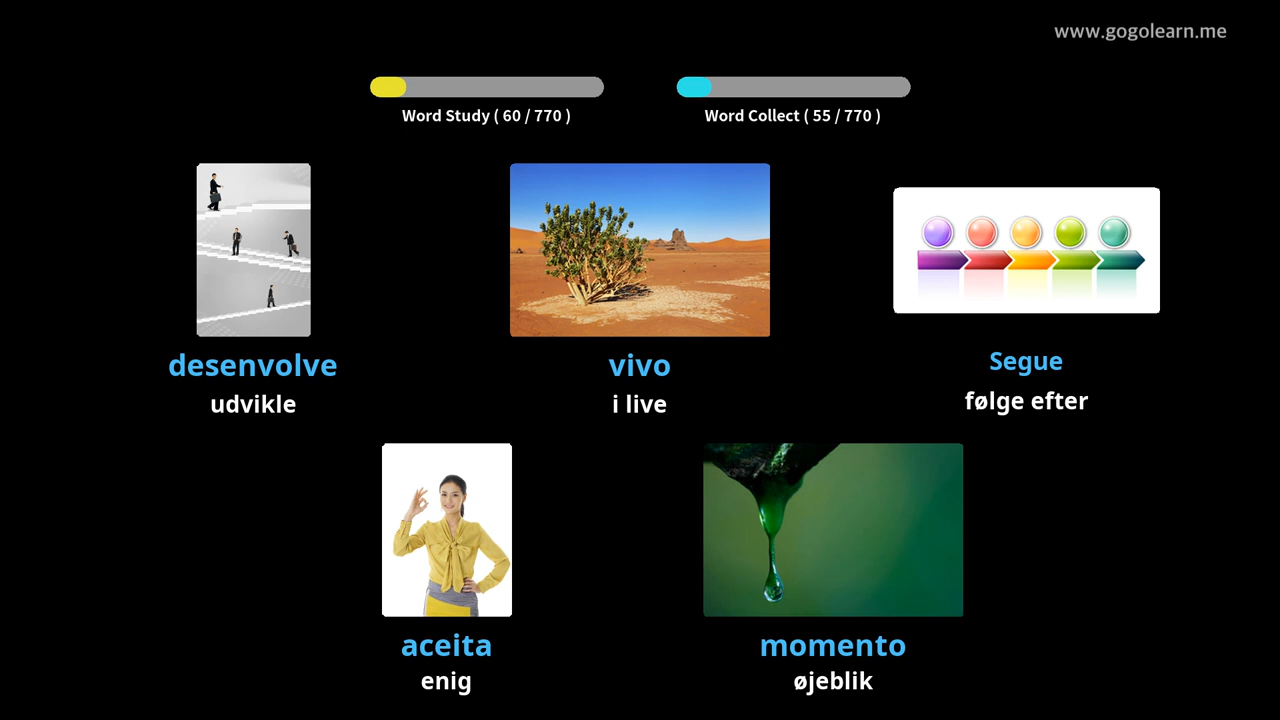 www.gogolearn.me
Word Study ( 60 / 770 )
Word Collect ( 55 / 770 )
desenvolve
udvikle
vivo
i live
Segue
følge efter
aceita
enig
momento
øjeblik